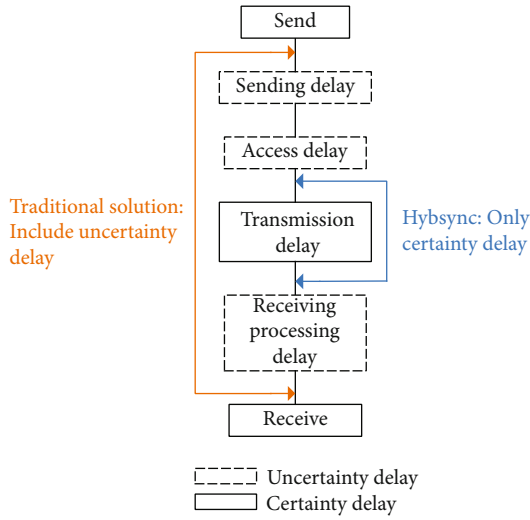 Send
Sending delay
Access delay
Traditional solution:
Include uncertainty
delay
Transmission
delay
Hybsync: Only
certainty delay
Receiving
processing
delay
Receive
Uncertainty delay
Certainty delay